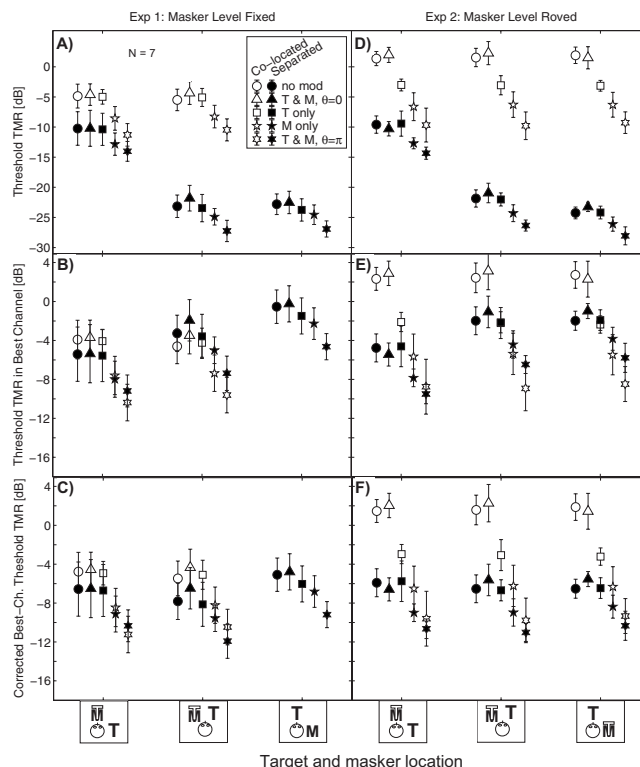 Exp 1: Masker Level Fixed
Exp 2: Masker Level Roved
A)
N = 7
Co-located
Separated
no mod
T & M, θ=0
T only
M only
T & M, θ=π
D)
Threshold TMR [dB]
0
−5
−10
−15
−20
−25
−30
B)
E)
Threshold TMR in Best Channel [dB]
4
0
−4
−8
−12
−16
C)
F)
Corrected Best–Ch. Theshold TMR [dB]
4
0
−4
−8
−12
−16
M T
M T
T M
M T
M T
T M
Target and masker location